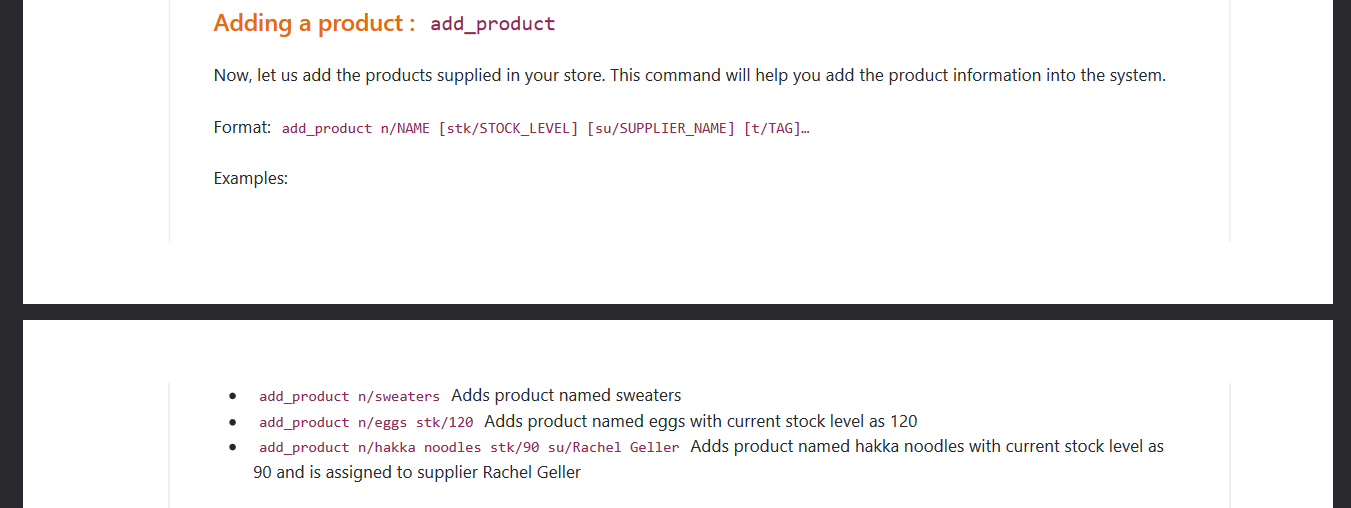 Adding a product : add_product
Now, let us add the products supplied in your store. This command will help you add the product information into the system.
Format: add_product n/NAME [stk/STOCK_LEVEL] [su/SUPPLIER_NAME] [t/TAG]…
Examples:
• add_product n/sweaters Adds product named sweaters
• add_product n/eggs stk/120 Adds product named eggs with current stock level as 120
• add_product n/hakka noodles stk/90 su/Rachel Geller Adds product named hakka noodles with current stock level as
90 and is assigned to supplier Rachel Geller